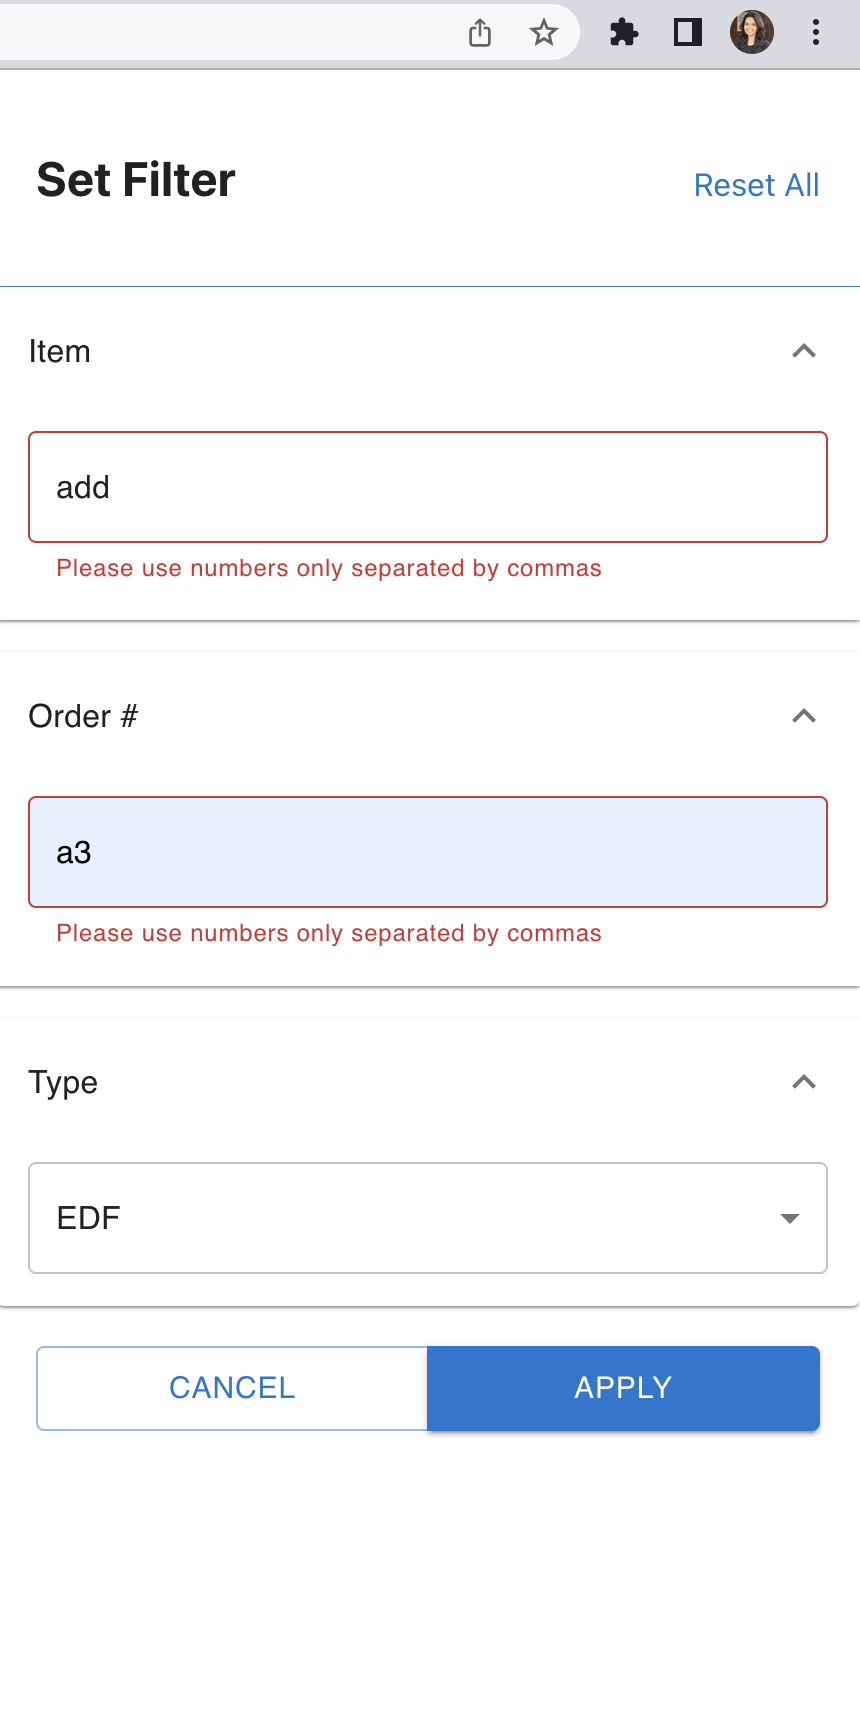 Set Filter
Reset All
Item
add
Please use numbers only separated by commas
Order #
a3
Please use numbers only separated by commas
Type
EDF
CANCEL
APPLY